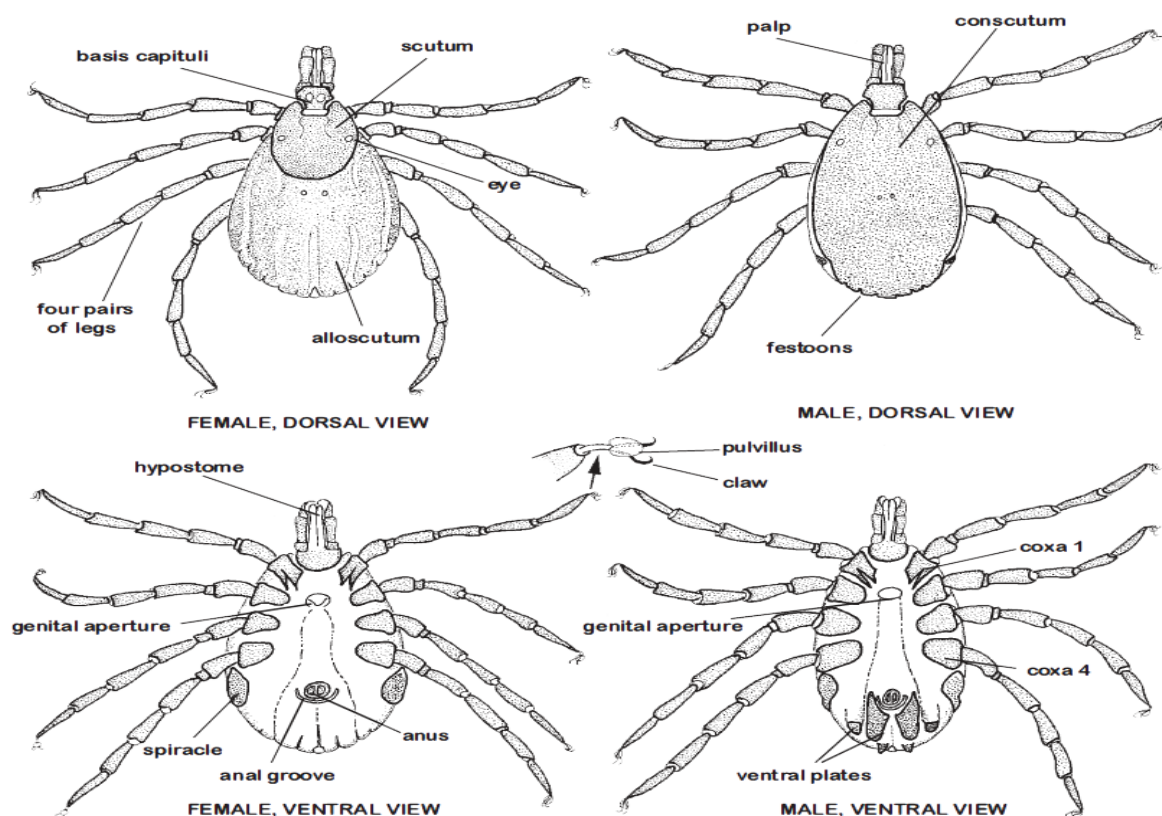 basis capituli
scutum
eye
four pairs
of legs
alloscutum
FEMALE, DORSAL VIEW
palp
conscutum
festoons
MALE, DORSAL VIEW
hypostome
pulvillus
claw
genital aperture
spiracle
anal groove
anus
FEMALE, VENTRAL VIEW
coxa 1
genital aperture
coxa 4
ventral plates
MALE, VENTRAL VIEW